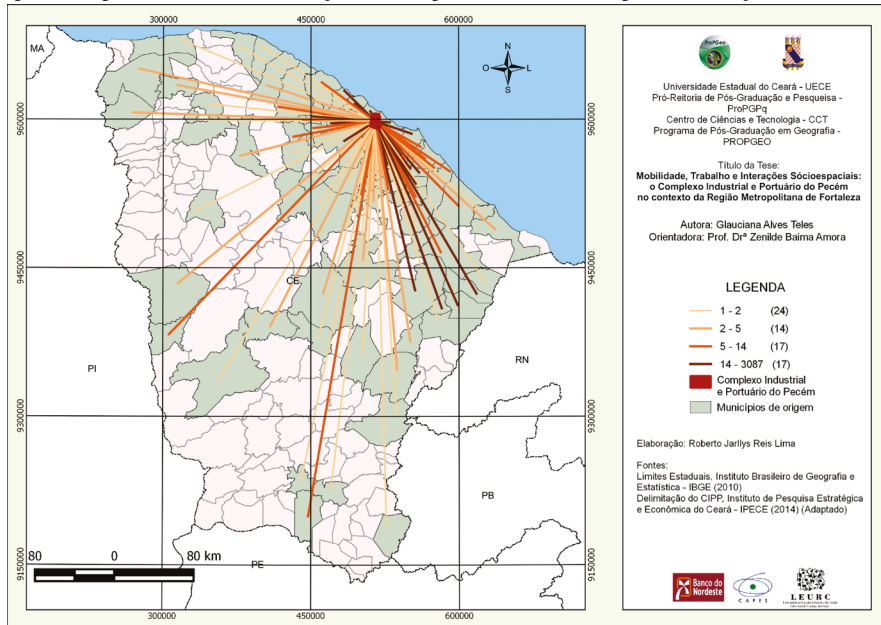 300000
450000
600000
MA
N
O
L
S
9600000
9600000
9450000
9450000
CE
PI
RN
9300000
9300000
PB
9150000
9150000
PE
80 0 80 km
300000
450000
600000
ProPGeo
Universidade Estadual do Ceará - UECE
Pró-Reitoria de Pós-Graduação e Pesquisa -
ProPGPq
Centro de Ciências e Tecnologia - CCT
Programa de Pós-Graduação em Geografia -
PROPGEO
Título da Tese:
Mobilidade, Trabalho e Interações Sócioespaciais:
o Complexo Industrial e Portuário do Pecém
no contexto da Região Metropolitana de Fortaleza
Autora: Glauciana Alves Teles
Orientadora: Prof. Drª Zenilde Baima Amora
LEGENDA
1 - 2 (24)
2 - 5 (14)
5 - 14 (17)
14 - 3087 (17)
Complexo Industrial
e Portuário do Pecém
Municípios de origem
Elaboração: Roberto Jarllys Reis Lima
Fontes:
Limites Estaduais, Instituto Brasileiro de Geografia e
Estatística - IBGE (2010)
Delimitação do CIPP, Instituto de Pesquisa Estratégica
e Econômica do Ceará - IPECE (2014) (Adaptado)
Banco do
Nordeste
CAPES
LEURC